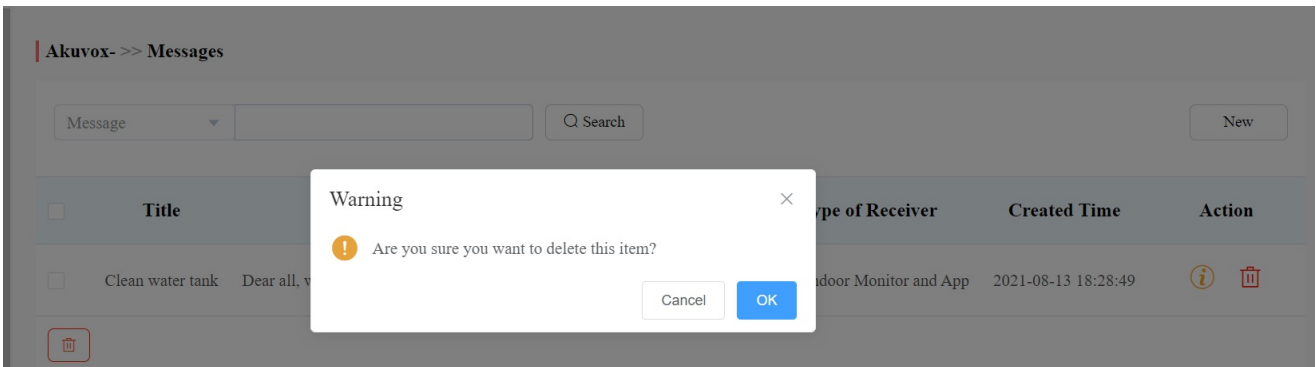 Akuvox- >> Messages
Message
Search
New
Title
ype of Receiver
Created Time
Action
Warning
Are you sure you want to delete this item?
Cancel
OK
Clean water tank
Dear all,
ndoor Monitor and App
2021-08-13 18:28:49